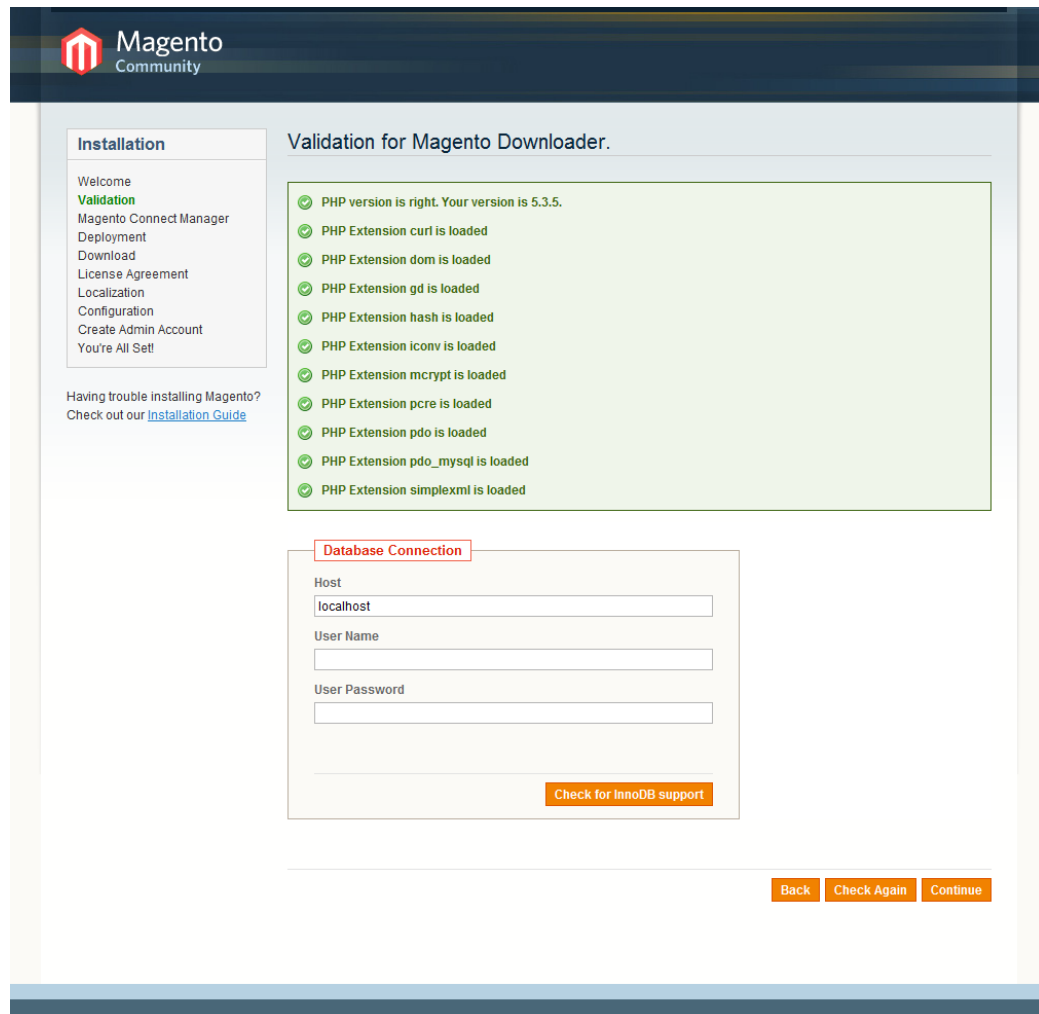 Magento
Community
Installation
Welcome
Validation
Magento Connect Manager
Deployment
Download
License Agreement
Localization
Configuration
Create Admin Account
You're All Set!
Having trouble installing Magento?
Check out our Installation Guide
Validation for Magento Downloader.
PHP version is right. Your version is 5.3.5.
PHP Extension curl is loaded
PHP Extension dom is loaded
PHP Extension gd is loaded
PHP Extension hash is loaded
PHP Extension iconv is loaded
PHP Extension mcrypt is loaded
PHP Extension pcre is loaded
PHP Extension pdo is loaded
PHP Extension pdo_mysql is loaded
PHP Extension simplexml is loaded
Database Connection
Host
localhost
User Name
User Password
Check for InnoDB support
Back Check Again Continue